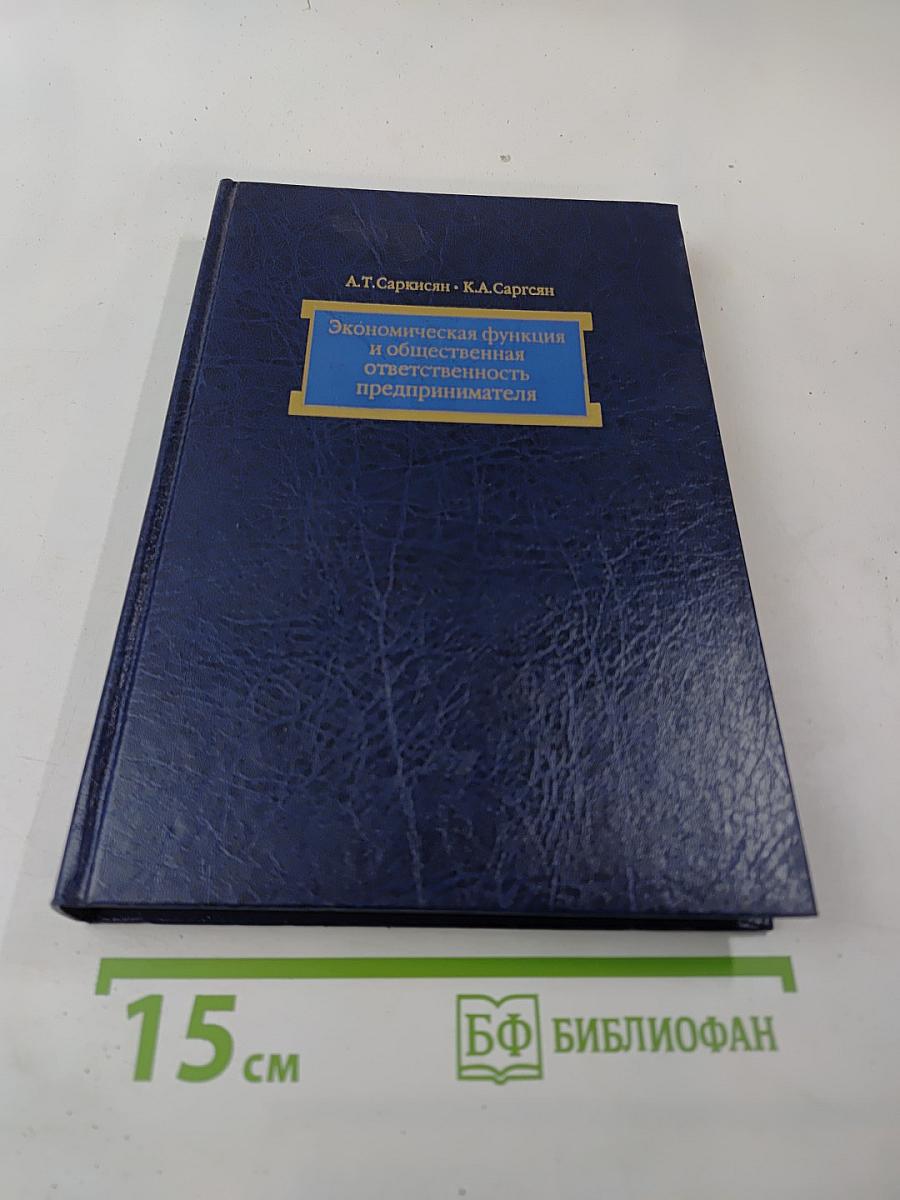 А.Т.Саркисян • К.А.Саргсян
Экономическая функция
и общественная
ответственность
предпринимателя
15 см
БФ БИБЛИОФАН